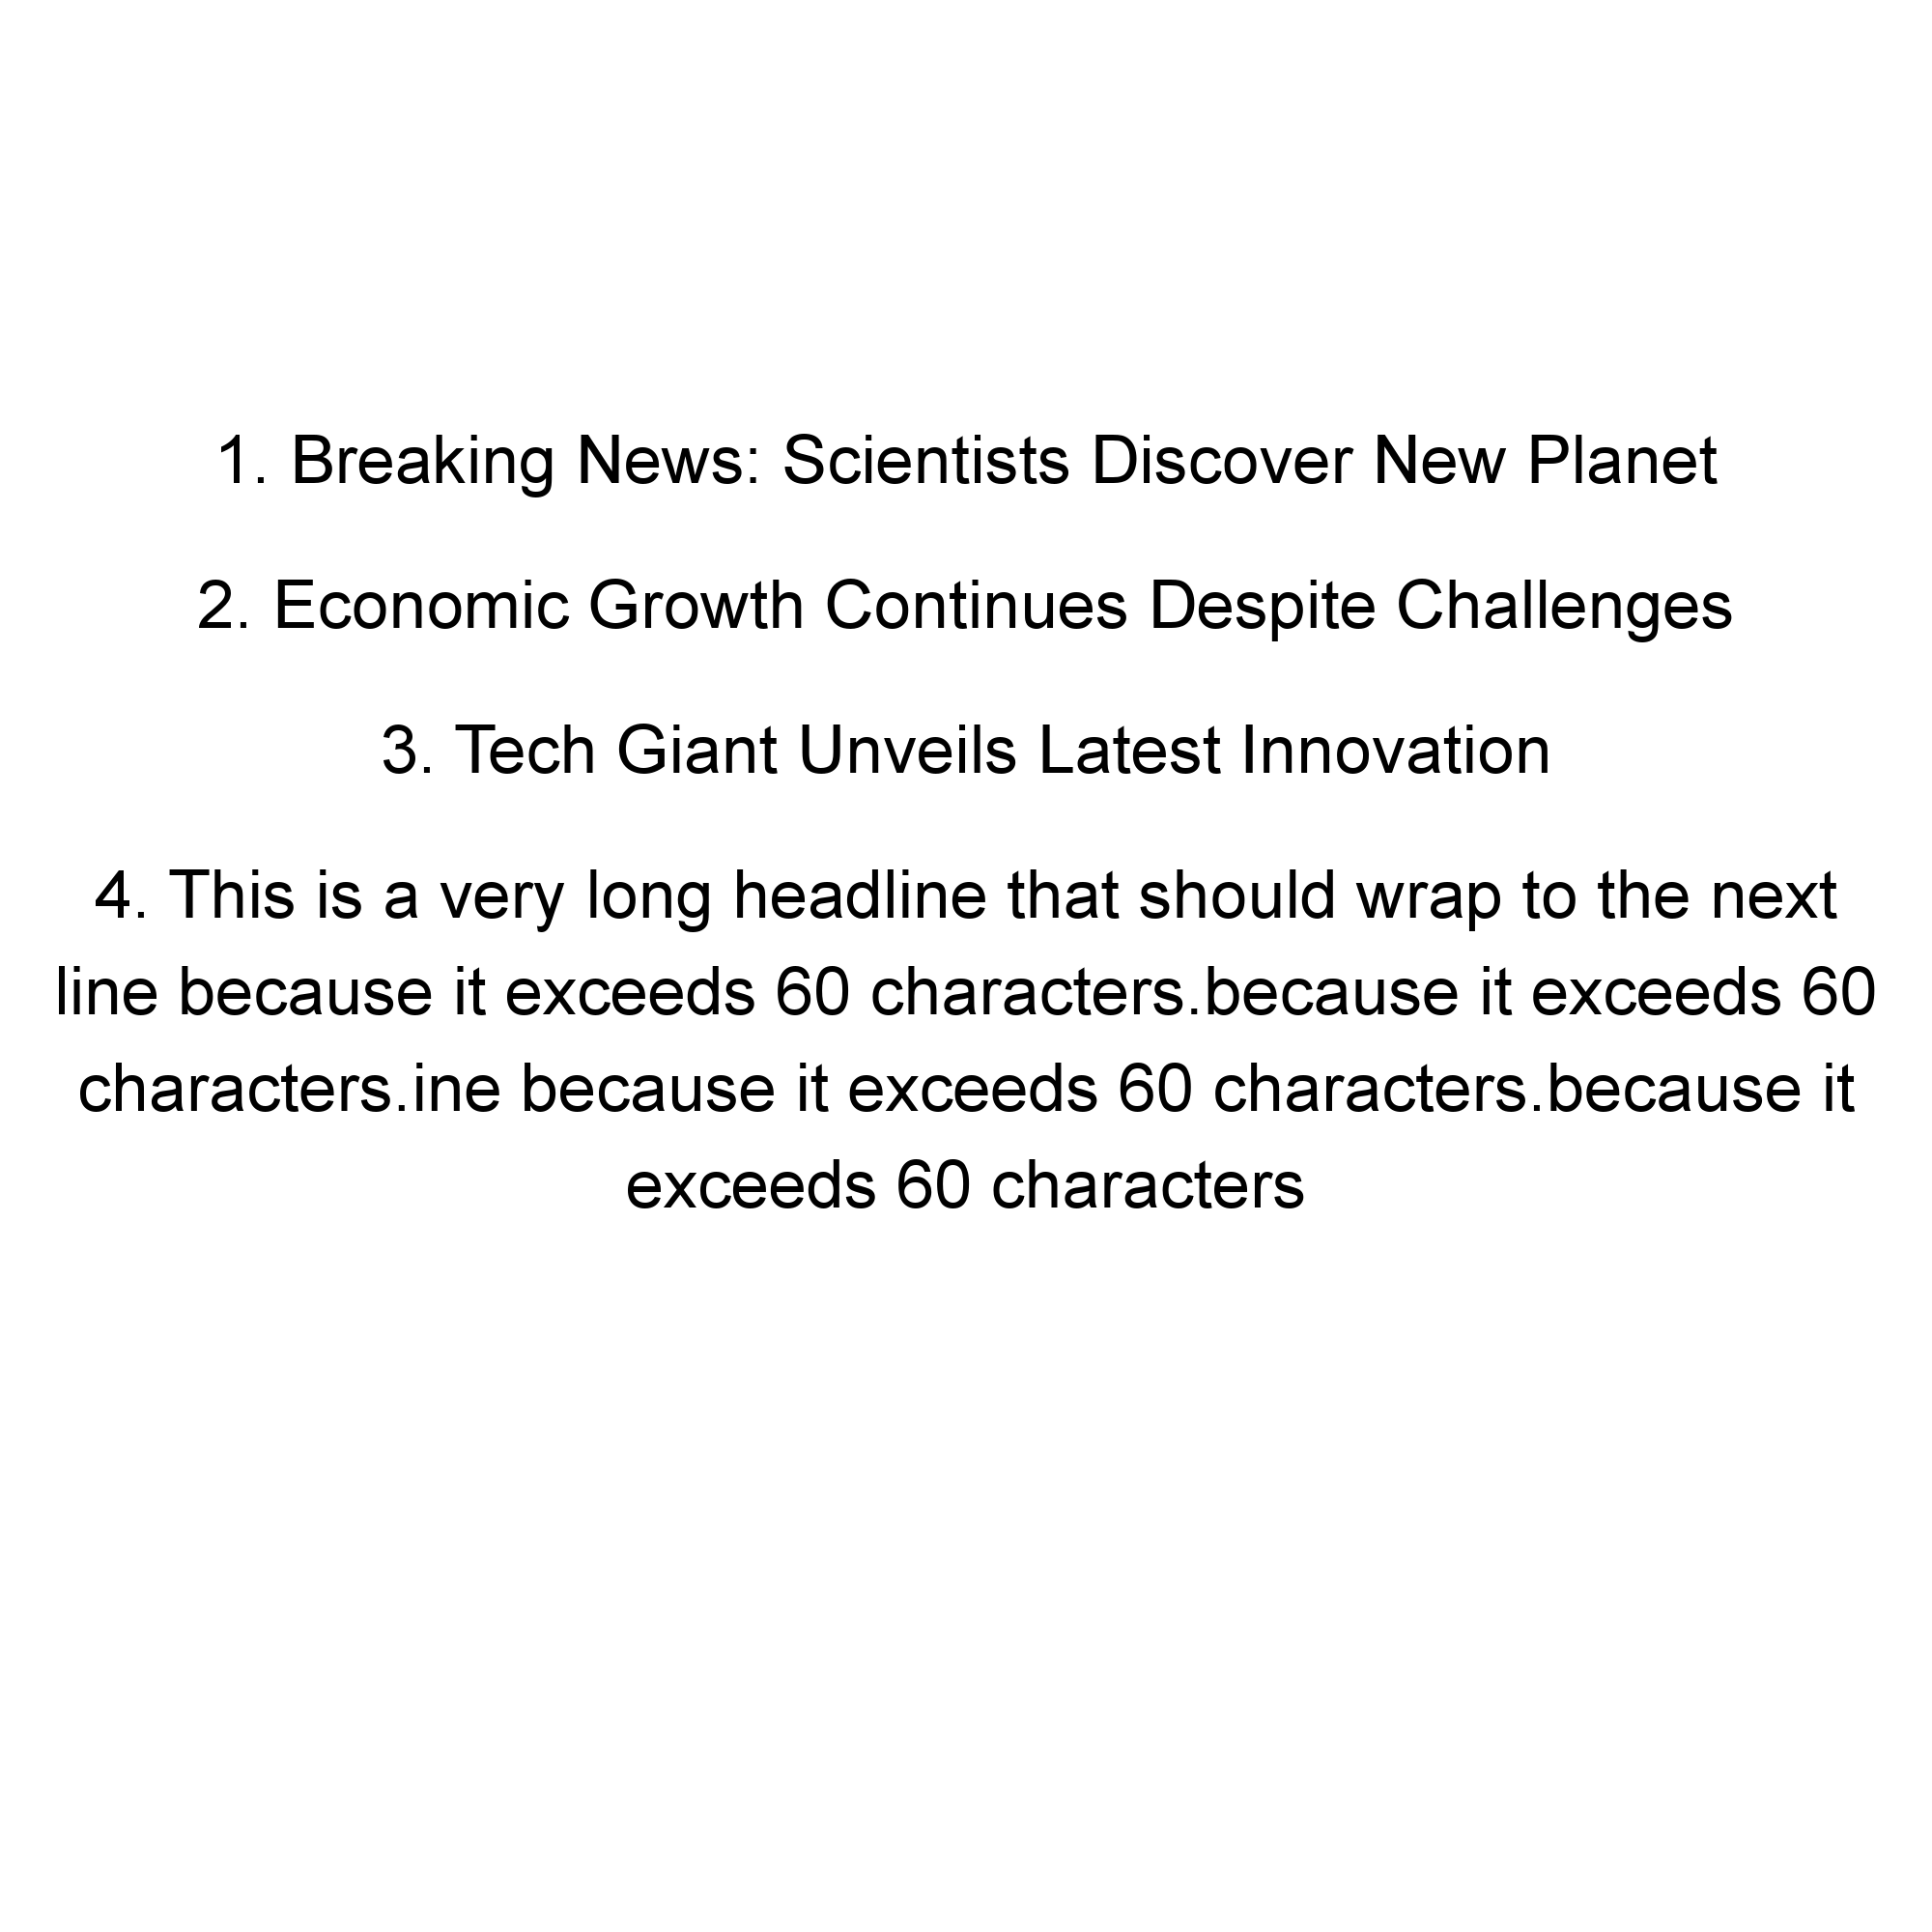 1. Breaking News: Scientists Discover New Planet
2. Economic Growth Continues Despite Challenges
3. Tech Giant Unveils Latest Innovation
4. This is a very long headline that should wrap to the next
line because it exceeds 60 characters.because it exceeds 60
characters.ine because it exceeds 60 characters.because it
exceeds 60 characters